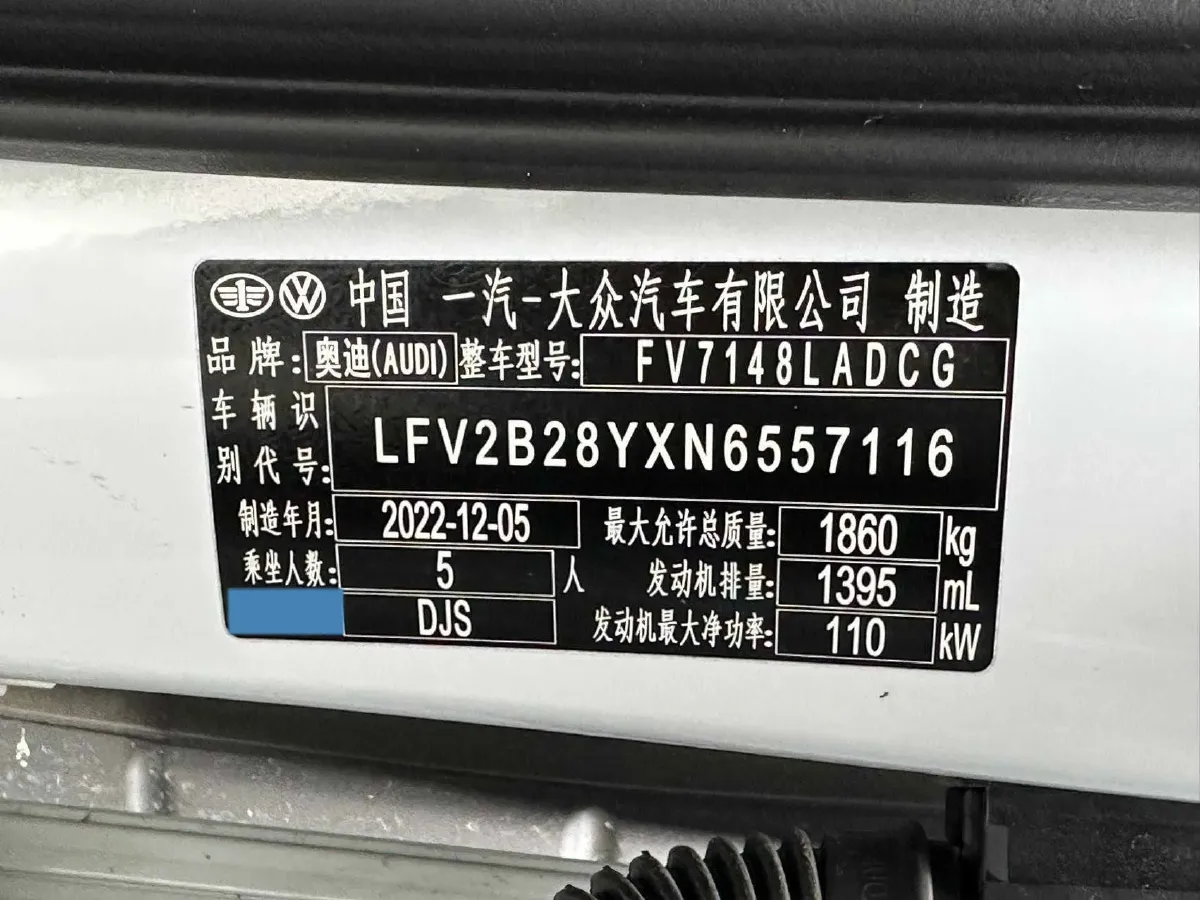 中国 一汽-大众汽车有限公司 制造
品牌: 奥迪(AUDI) 整车型号: FV7148LADCG
车辆识别代号: LFV2B28YXN6557116
制造年月: 2022-12-05 最大允许总质量: 1860 kg
乘坐人数: 5 人 发动机排量: 1395 mL
DJS 发动机最大净功率: 110 kW